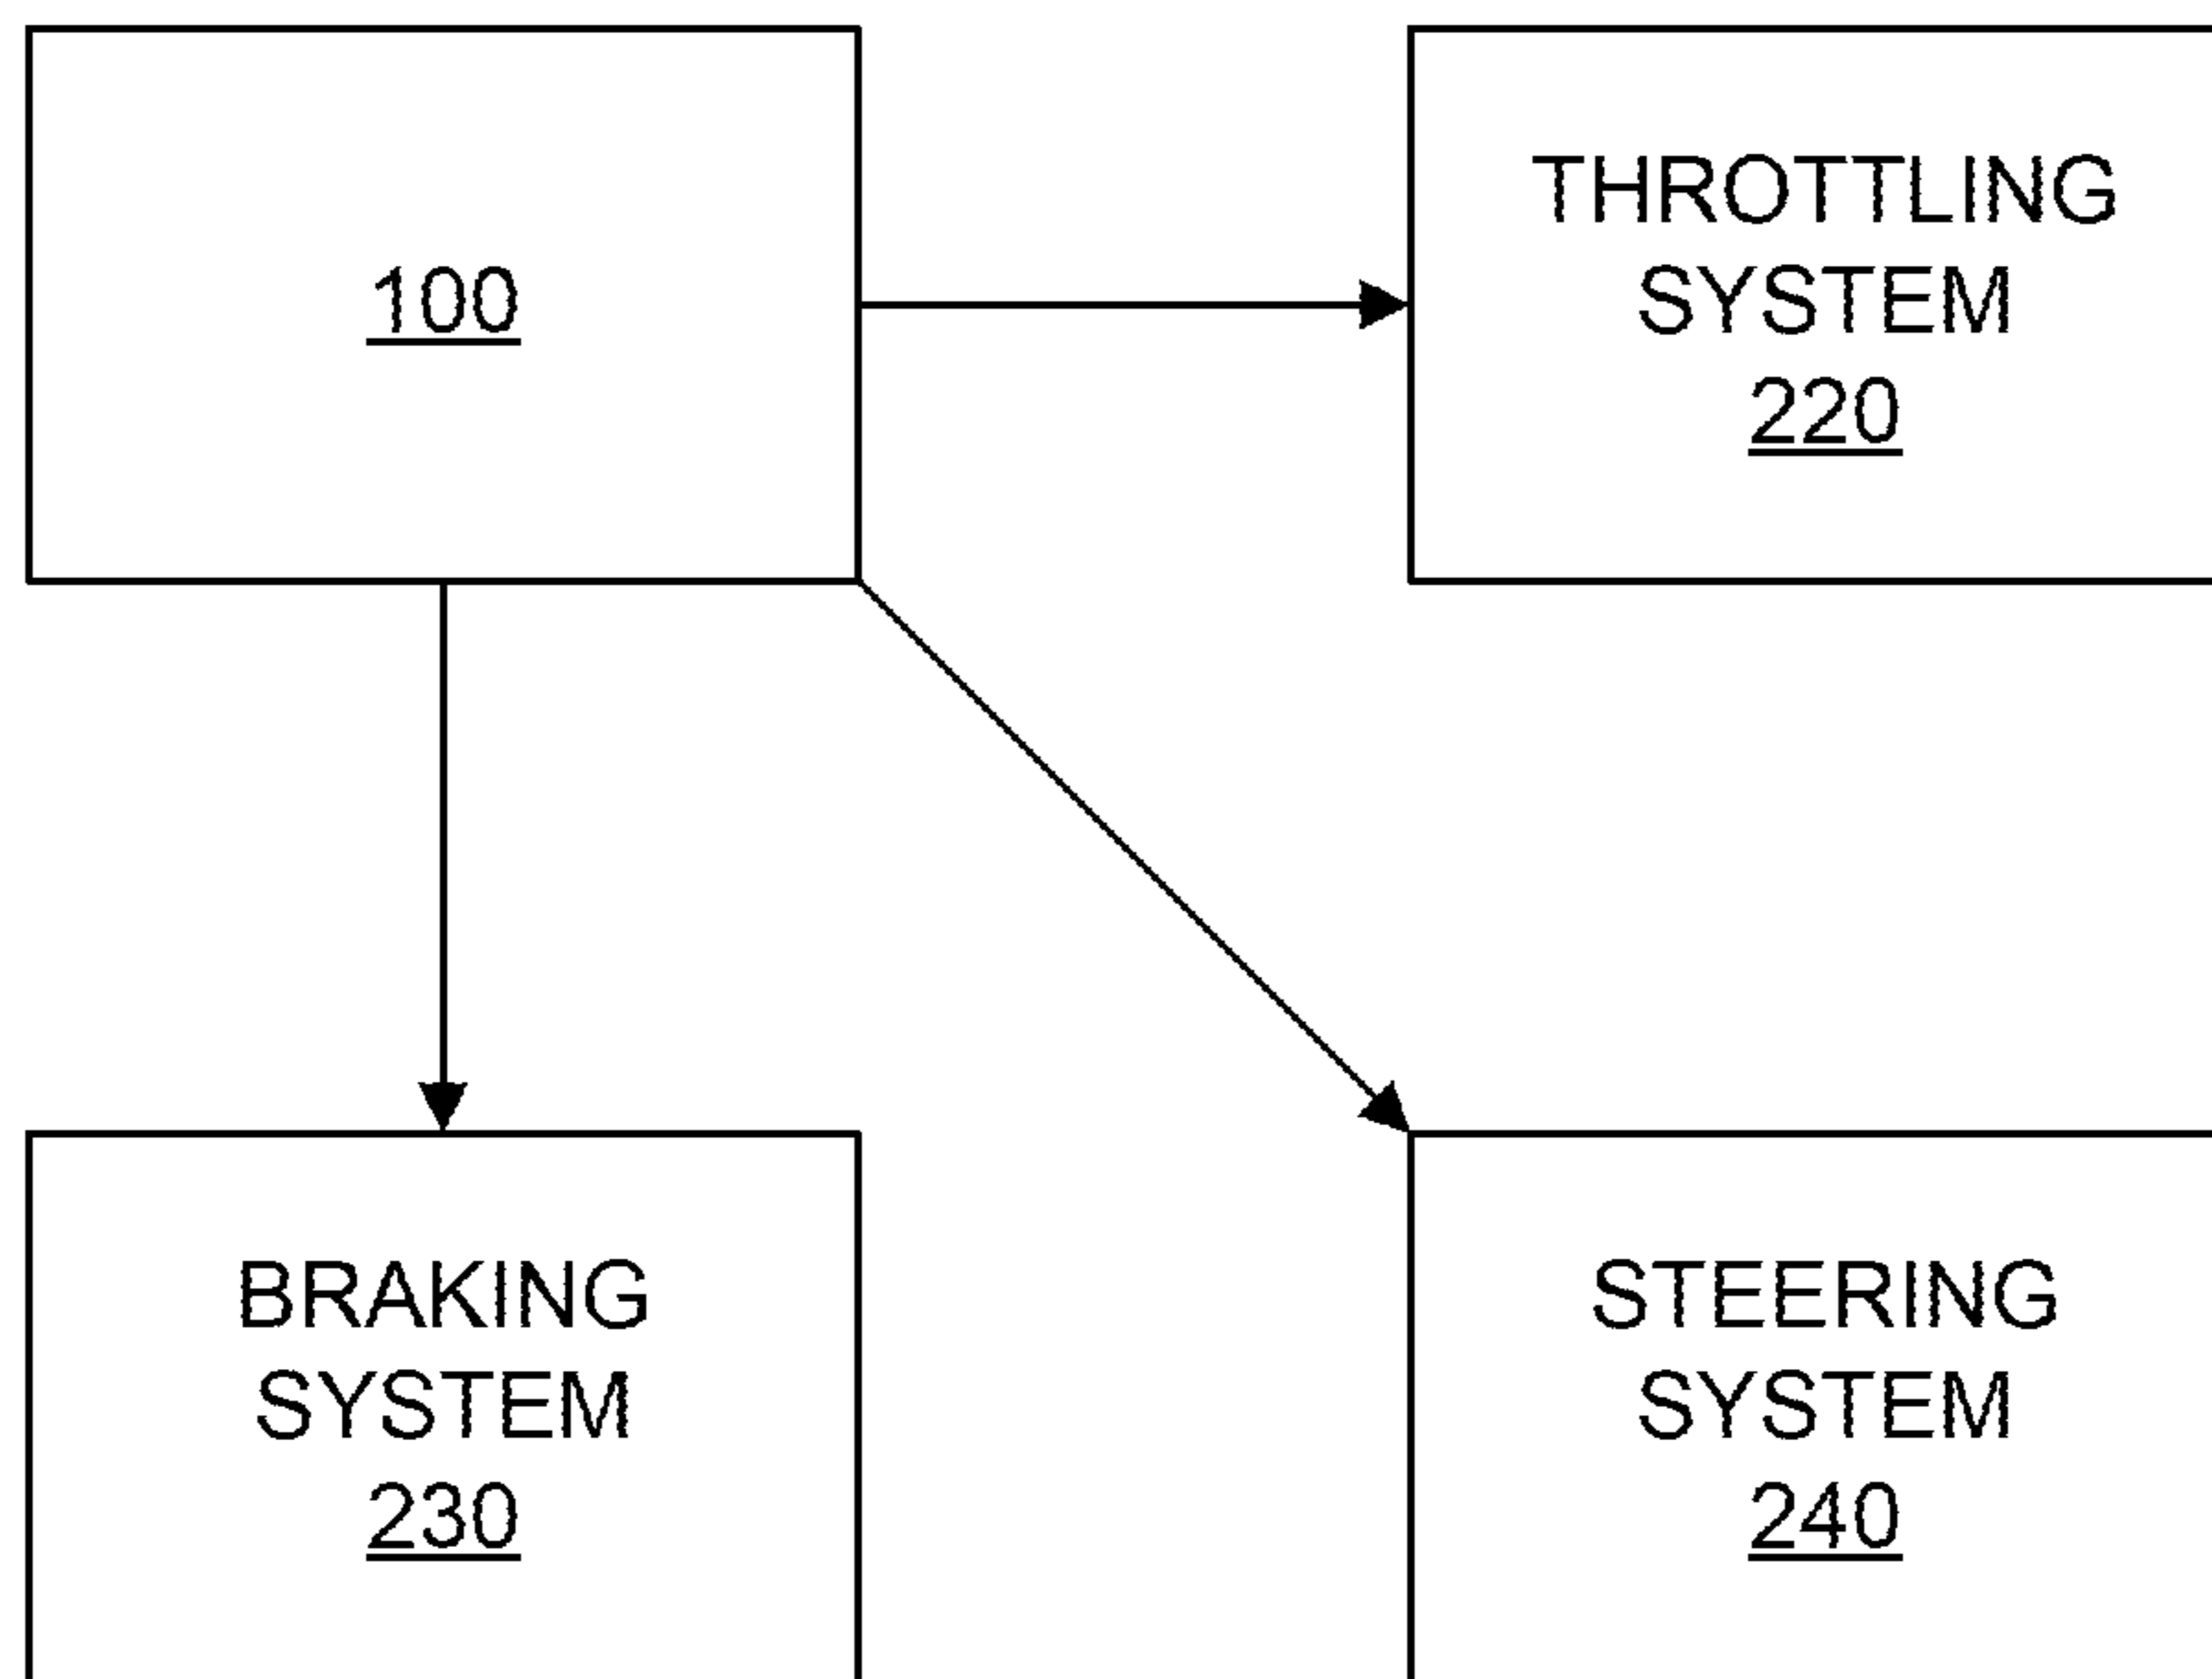 100
THROTTLING
SYSTEM
220
BRAKING
SYSTEM
230
STEERING
SYSTEM
240